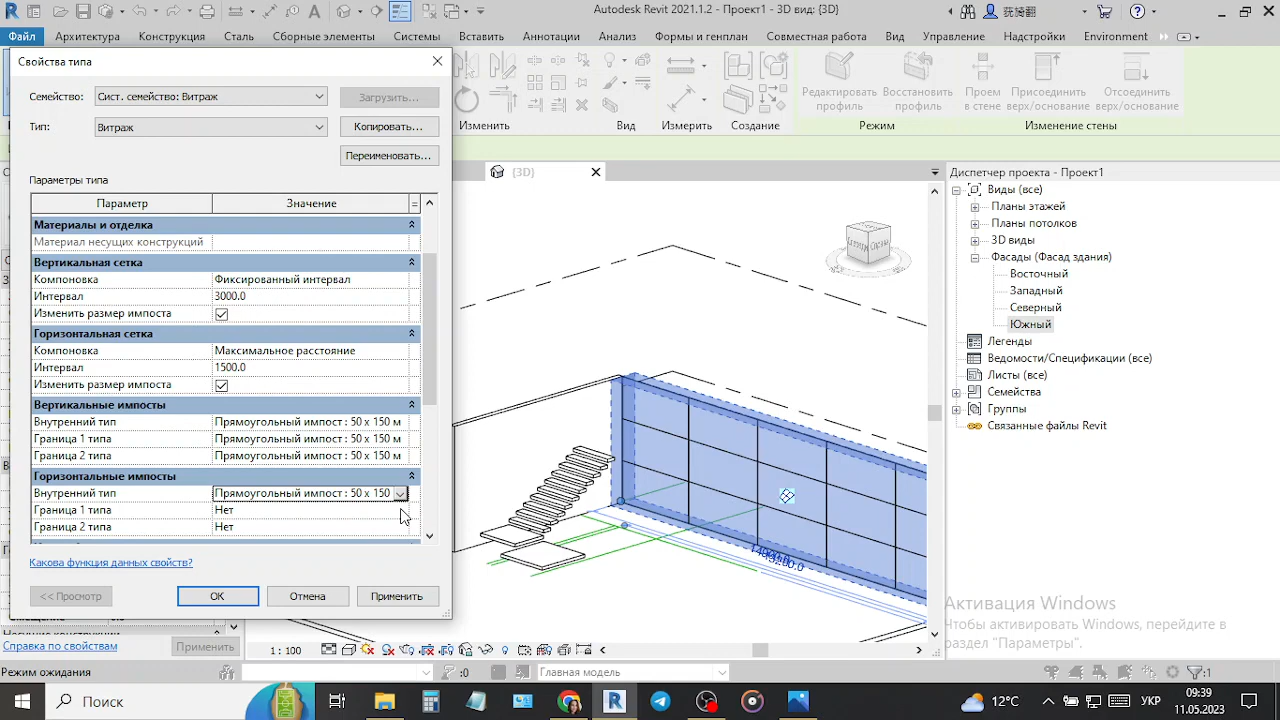 Autodesk Revit 2021.1.2 - Проект1 - 3D вид: {3D}
Файл
Архитектура
Конструкция
Сталь
Сборные элементы
Системы
Вставить
Аннотации
Анализ
Формы и генплан
Совместная работа
Вид
Управление
Надстройки
Environment
Редактировать профиль
Восстановить профиль
Проем в стене
Присоединить верх/основание
Отсоединить верх/основание
Изменить
Вид
Измерить
Создание
Режим
Изменение стены
Свойства типа
Семейство:
Сист. семейство: Витраж
Загрузить...
Тип:
Витраж
Копировать...
Переименовать...
Параметры типа
Параметр
Значение
=
Материалы и отделка
Материал несущих конструкций
Вертикальная сетка
Компоновка
Фиксированный интервал
Интервал
3000.0
Изменить размер импоста
Горизонтальная сетка
Компоновка
Максимальное расстояние
Интервал
1500.0
Изменить размер импоста
Вертикальные импосты
Внутренний тип
Прямоугольный импост : 50 x 150 м
Граница 1 типа
Прямоугольный импост : 50 x 150 м
Граница 2 типа
Прямоугольный импост : 50 x 150 м
Горизонтальные импосты
Внутренний тип
Прямоугольный импост : 50 x 150
Граница 1 типа
Нет
Граница 2 типа
Нет
Какова функция данных свойств?
<< Просмотр
OK
Отмена
Применить
Справка по свойствам
Применить
{3D}
Диспетчер проекта - Проект1
Виды (все)
Планы этажей
Планы потолков
3D виды
Фасады (Фасад здания)
Восточный
Западный
Северный
Южный
Легенды
Ведомости/Спецификации (все)
Листы (все)
Семейства
Группы
Связанные файлы Revit
Активация Windows
Чтобы активировать Windows, перейдите в
раздел "Параметры".
: 100
Режим ожидания
:0
Главная модель
:1
Поиск
12°C
УКР
09:39
11.05.2023